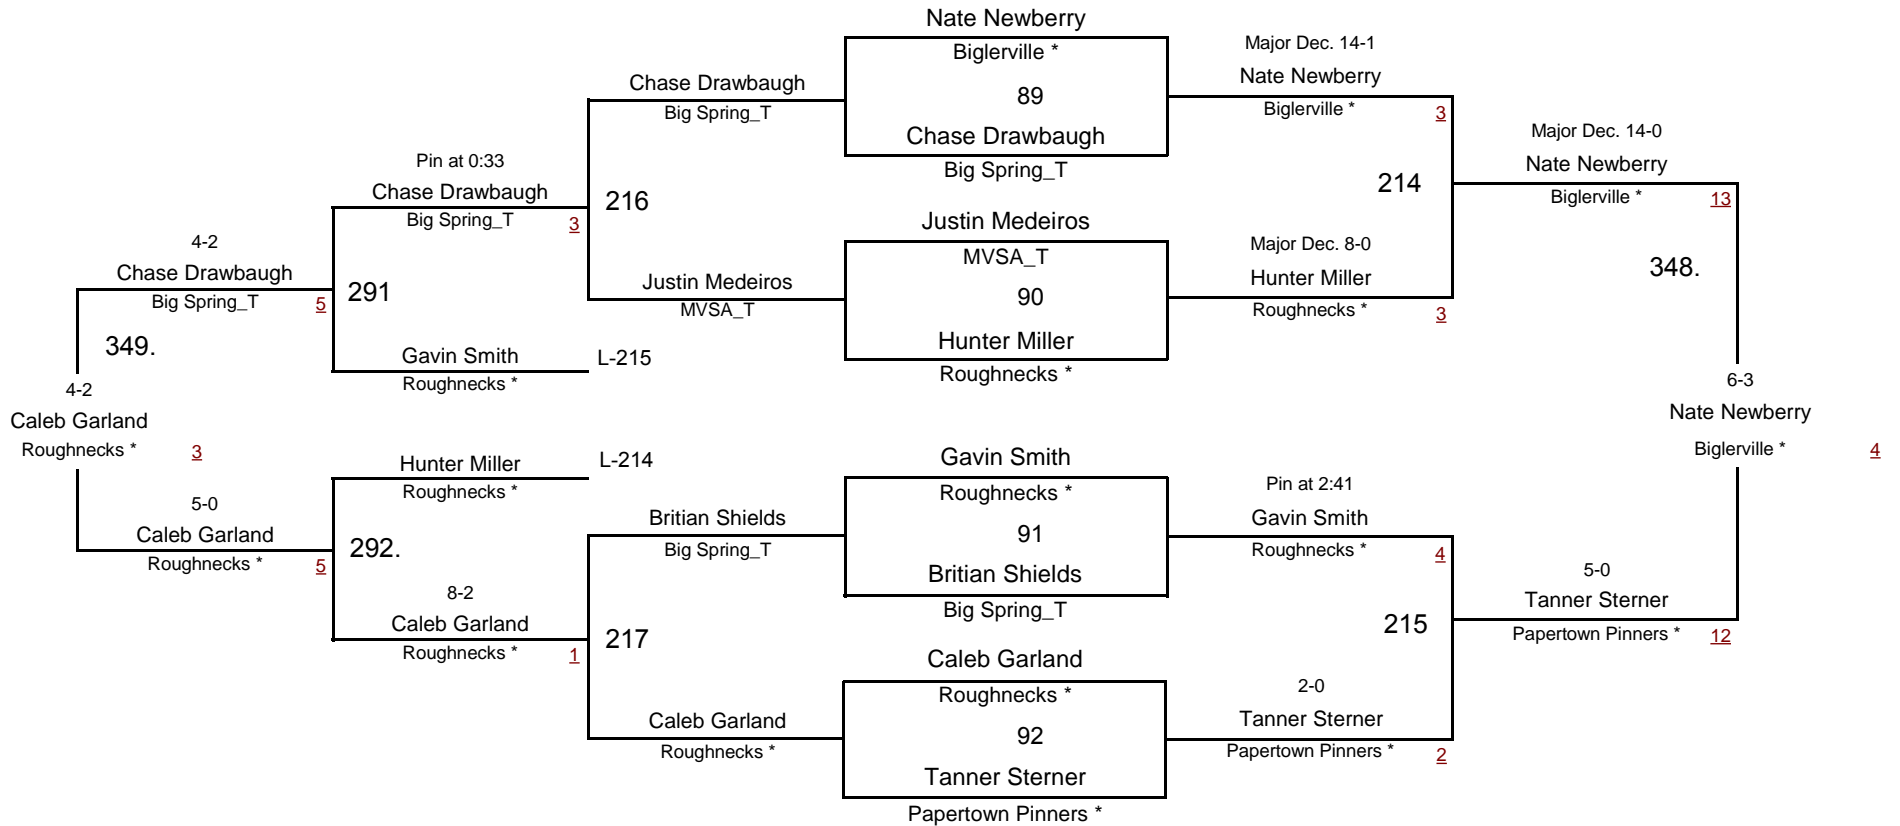 Nate Newberry
Biglerville *
89
Chase Drawbaugh
Big Spring_T
Justin Medeiros
MVSA_T
90
Hunter Miller
Roughnecks *
Gavin Smith
Roughnecks *
91
Britian Shields
Big Spring_T
Caleb Garland
Roughnecks *
92
Tanner Sterner
Papertown Pinners *
Major Dec. 14-1
Nate Newberry
Biglerville *
3
214
Major Dec. 8-0
Hunter Miller
Roughnecks *
3
Pin at 2:41
Gavin Smith
Roughnecks *
4
215
2-0
Tanner Sterner
Papertown Pinners *
2
Major Dec. 14-0
Nate Newberry
Biglerville *
13
348.
5-0
Tanner Sterner
Papertown Pinners *
12
6-3
Nate Newberry
Biglerville *
4
Chase Drawbaugh
Big Spring_T
216
Justin Medeiros
MVSA_T
Britian Shields
Big Spring_T
217
Caleb Garland
Roughnecks *
Pin at 0:33
Chase Drawbaugh
Big Spring_T
3
291
Gavin Smith
L-215
Roughnecks *
Hunter Miller
L-214
Roughnecks *
292.
8-2
Caleb Garland
Roughnecks *
1
4-2
Chase Drawbaugh
Big Spring_T
5
349.
5-0
Caleb Garland
Roughnecks *
5
4-2
Caleb Garland
Roughnecks *
3